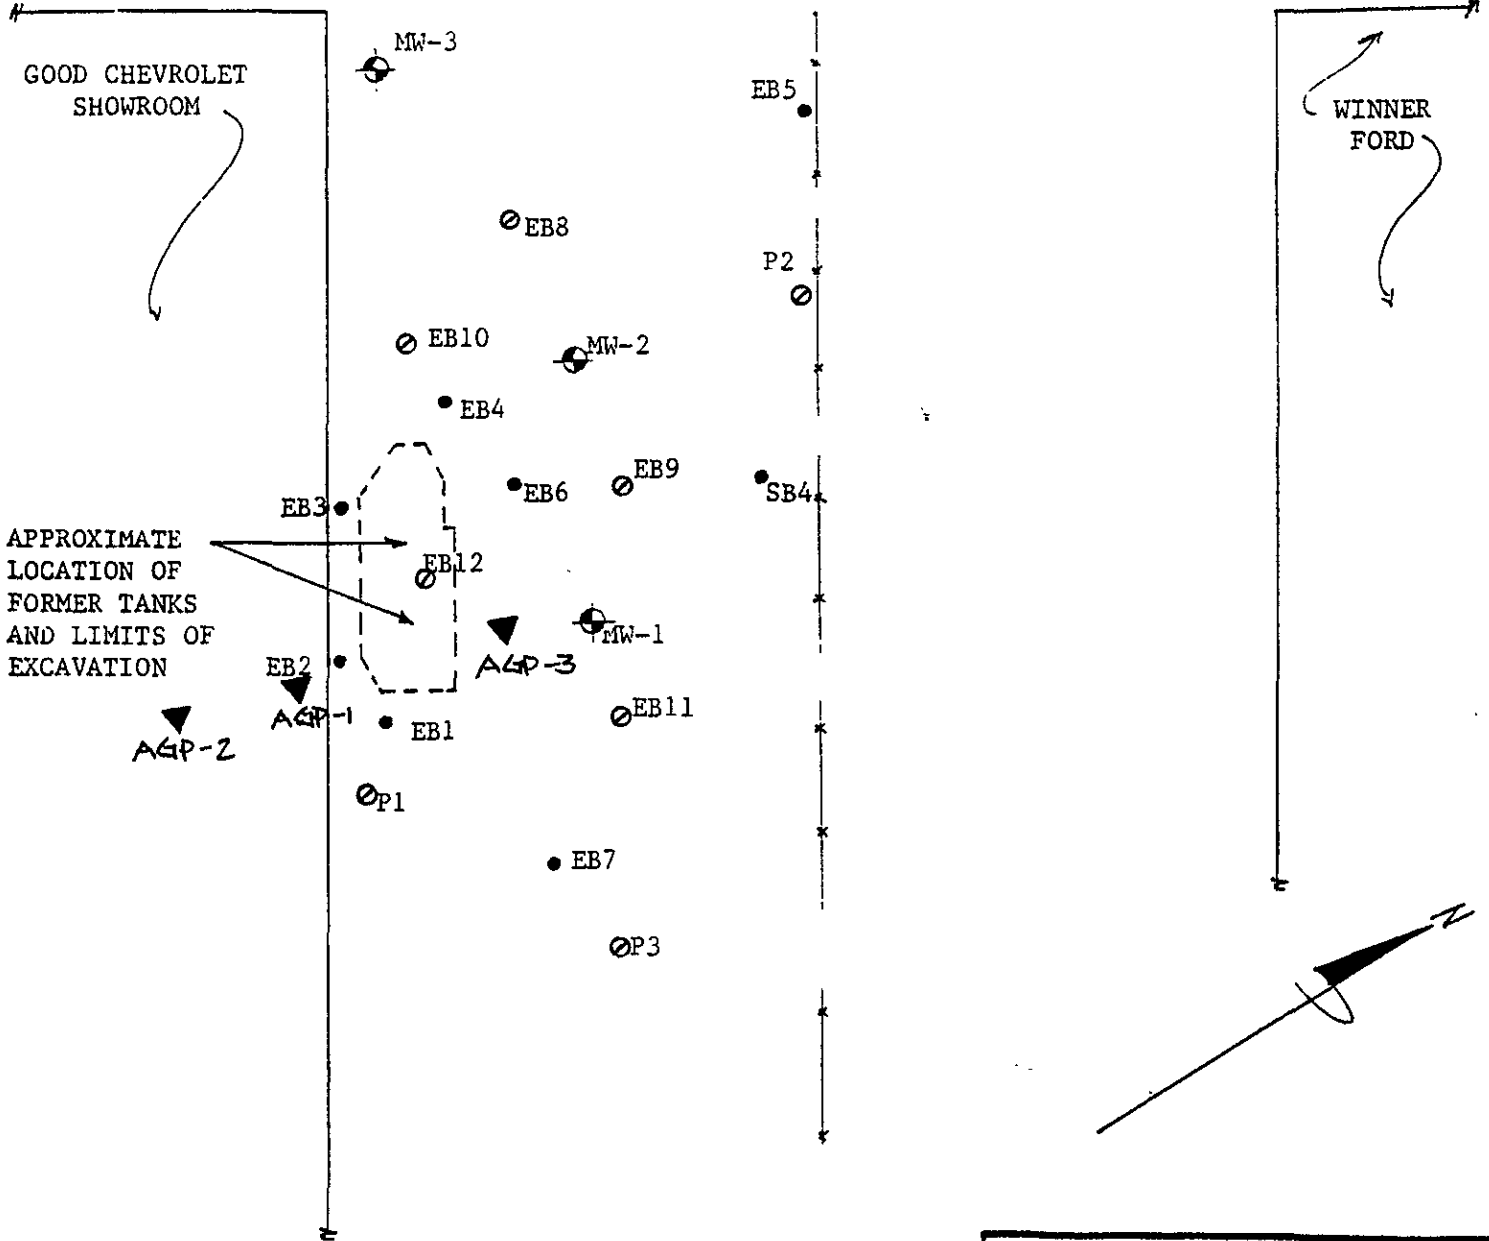 MW-3
GOOD CHEVROLET
SHOWROOM
EB5
WINNER
FORD
EB8
P2
EB10
MW-2
EB4
EB9
EB6
SB4
EB3
APPROXIMATE
LOCATION OF
FORMER TANKS
AND LIMITS OF
EXCAVATION
EB12
MW-1
AGP-3
EB2
AGP-1
EB11
EB1
AGP-2
P1
EB7
N
P3